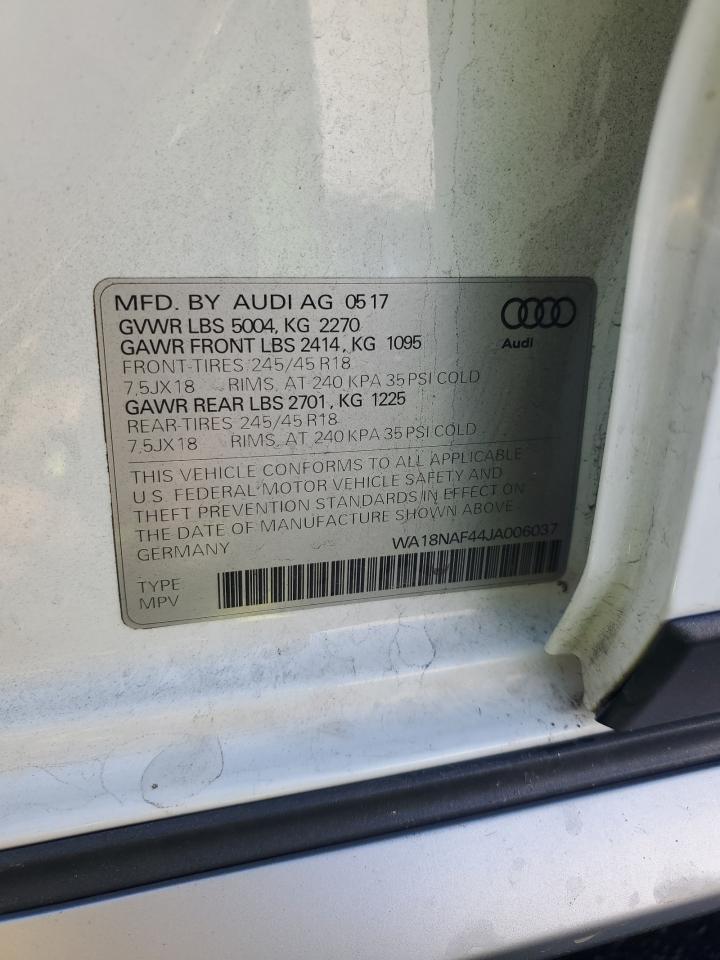 MFD. BY AUDI AG 05 17
GVWR LBS 5004, KG 2270
GAWR FRONT LBS 2414, KG 1095
FRONT-TIRES 245/45 R18
7,5JX18 RIMS, AT 240 KPA 35 PSI COLD
GAWR REAR LBS 2701, KG 1225
REAR-TIRES 245/45 R18
7,5JX18 RIMS, AT 240 KPA 35 PSI COLD
Audi
THIS VEHICLE CONFORMS TO ALL APPLICABLE
U.S. FEDERAL MOTOR VEHICLE SAFETY AND
THEFT PREVENTION STANDARDS IN EFFECT ON
THE DATE OF MANUFACTURE SHOWN ABOVE
GERMANY WA18NAF44JA006037
TYPE
MPV